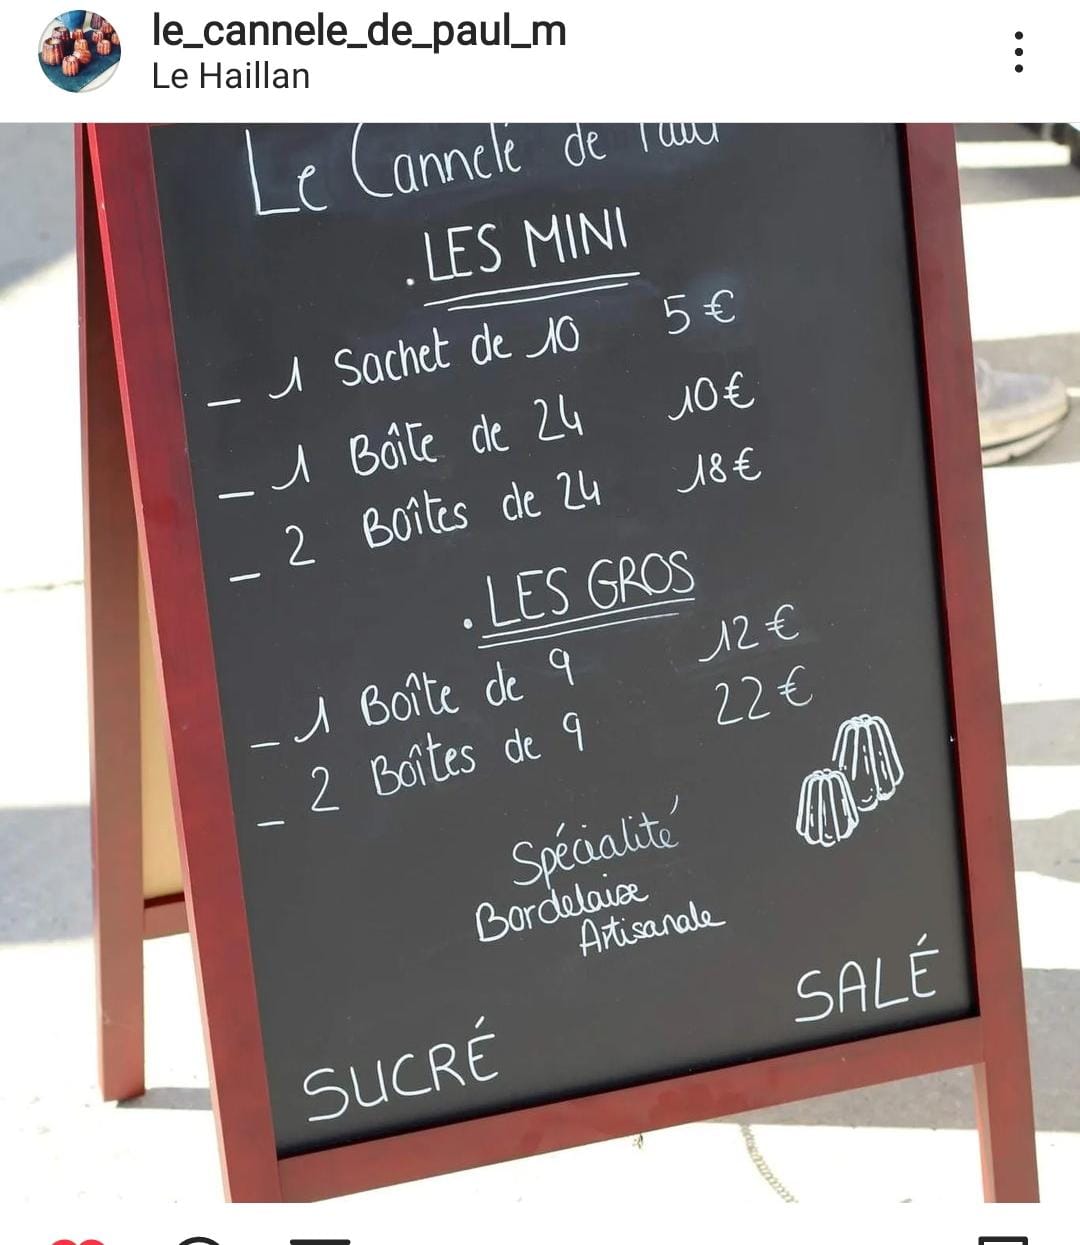 le_cannele_de_paul_m
Le Haillan
Le Cannelé de Paul
. LES MINI
_ 1 Sachet de 10 5 €
_ 1 Boîte de 24 10 €
_ 2 Boîtes de 24 18 €
. LES GROS
_ 1 Boîte de 9 12 €
_ 2 Boîtes de 9 22 €
Spécialité
Bordelaise
Artisanale
SALÉ
SUCRÉ